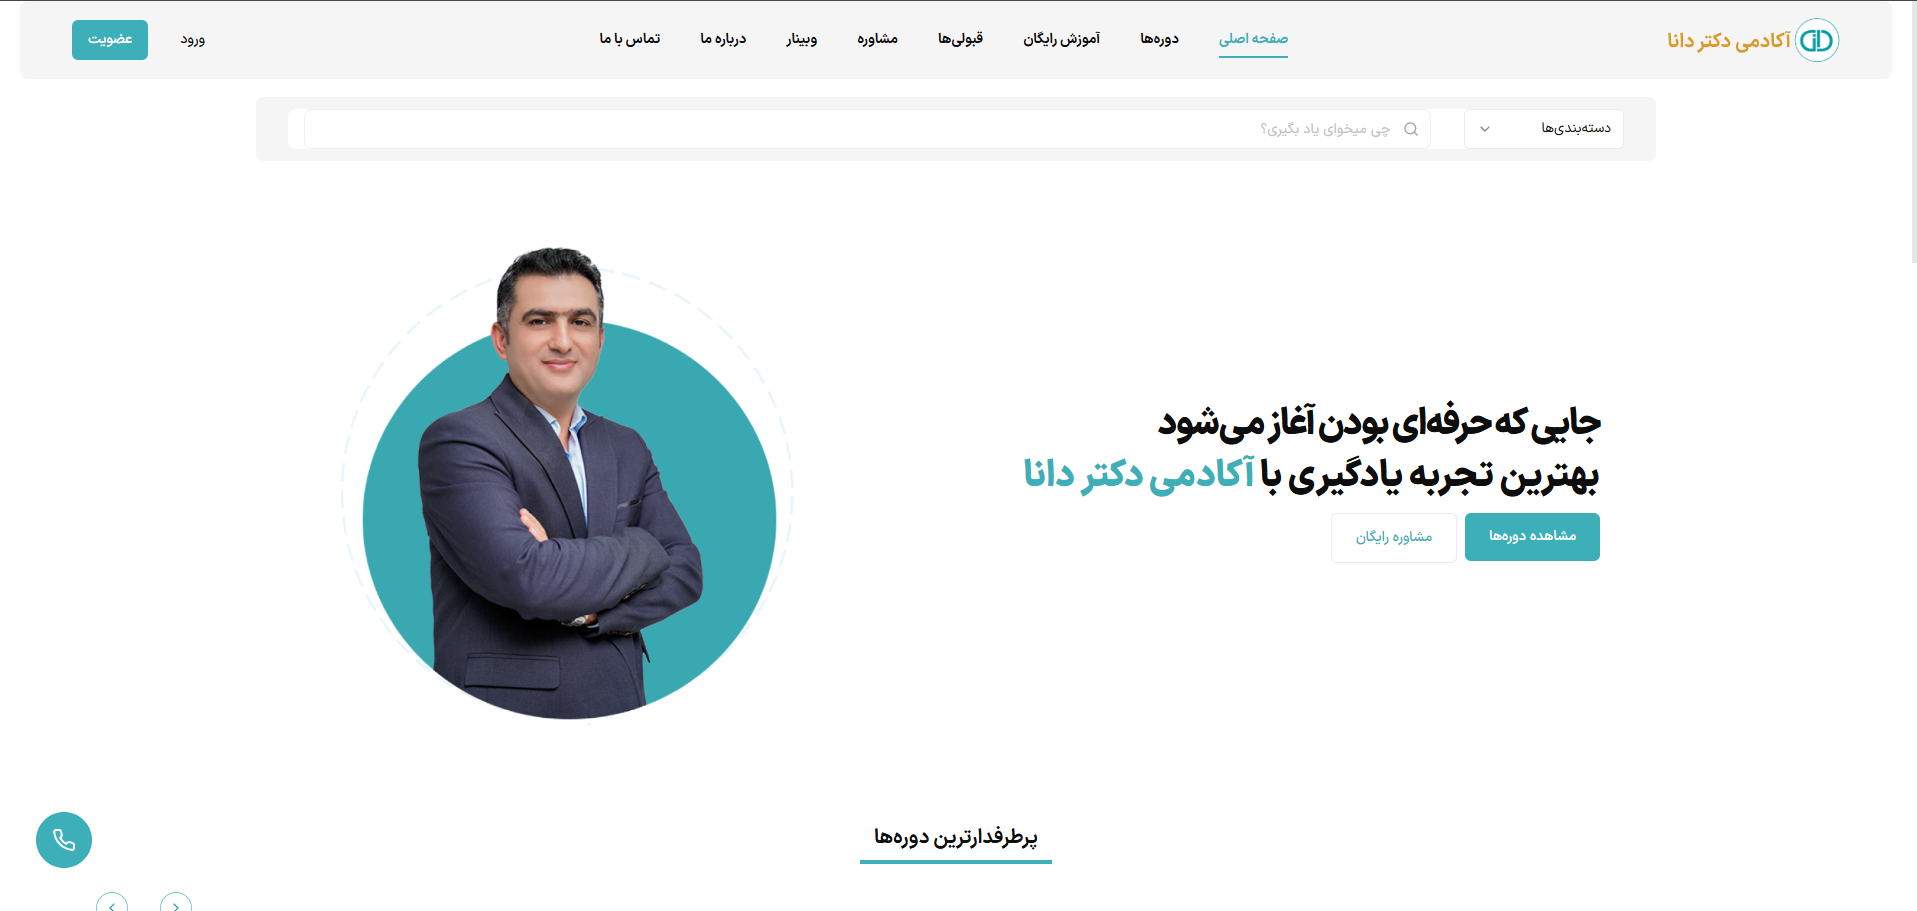 آکادمی دکتر دانا
صفحه اصلی
دوره‌ها
آموزش رایگان
قبولی‌ها
مشاوره
وبینار
درباره ما
تماس با ما
ورود
عضویت
دسته‌بندی‌ها
چی میخوای یاد بگیری؟
جایی که حرفه‌ای بودن آغاز می‌شود
بهترین تجربه یادگیری با آکادمی دکتر دانا
مشاهده دوره‌ها
مشاوره رایگان
پرطرفدارترین دوره‌ها